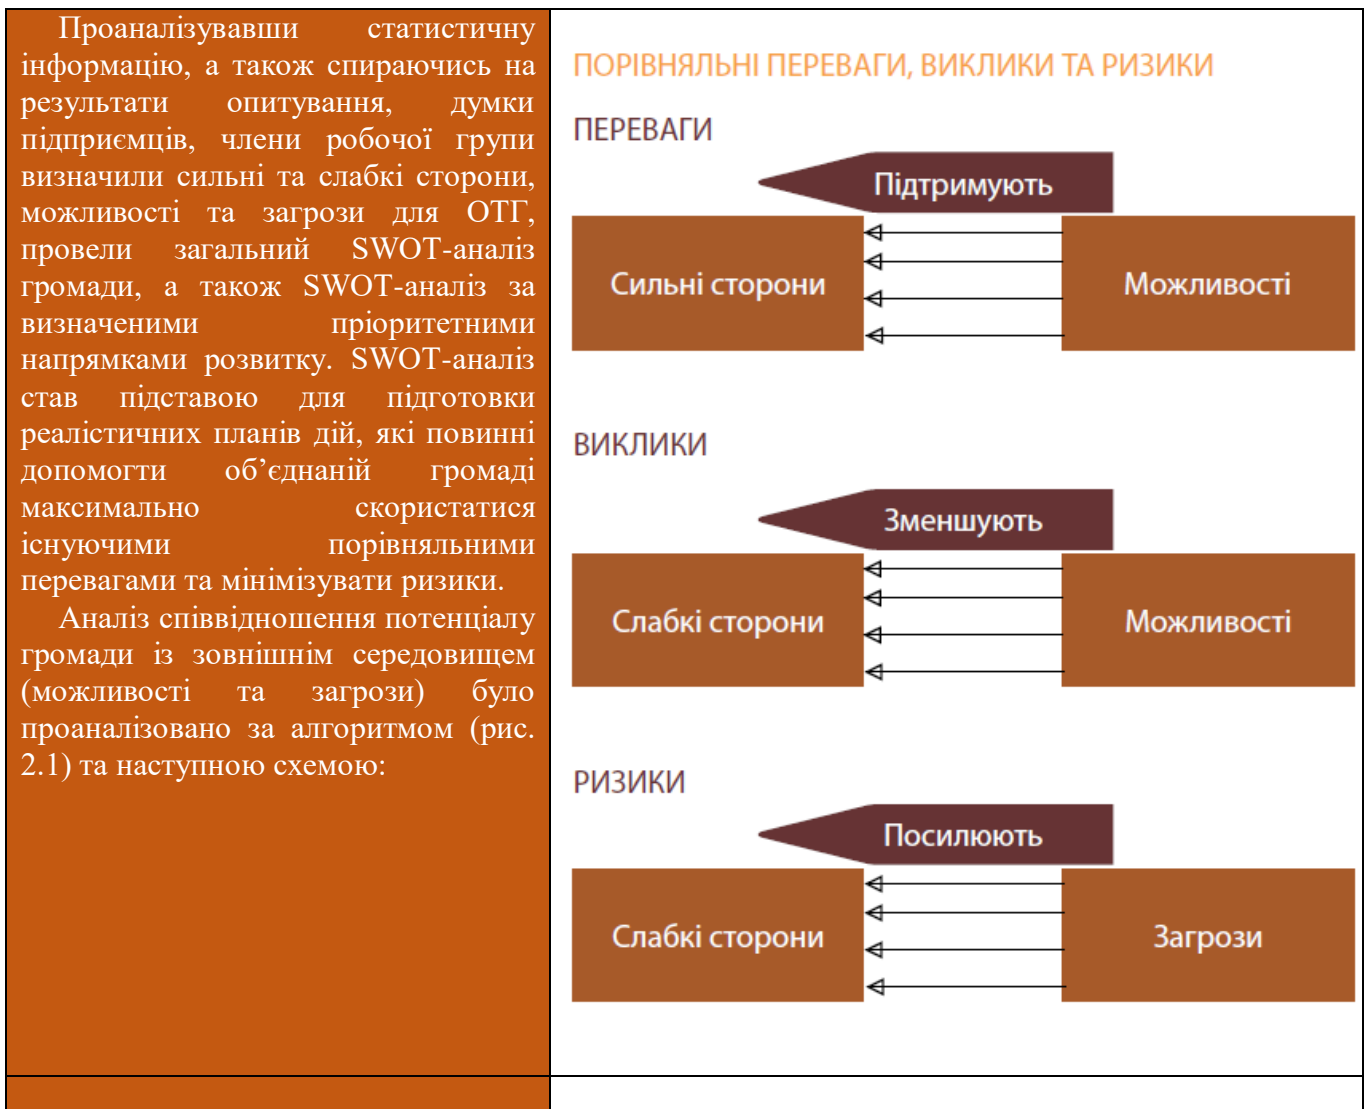 Проаналізувавши статистичну
інформацію, а також спираючись на
результати опитування, думки
підприємців, члени робочої групи
визначили сильні та слабкі сторони,
можливості та загрози для ОТГ,
провели загальний SWOT-аналіз
громади, а також SWOT-аналіз за
визначеними пріоритетними
напрямками розвитку. SWOT-аналіз
став підставою для підготовки
реалістичних планів дій, які повинні
допомогти об’єднаній громаді
максимально скористатися
існуючими порівняльними
перевагами та мінімізувати ризики.
Аналіз співвідношення потенціалу
громади із зовнішнім середовищем
(можливості та загрози) було
проаналізовано за алгоритмом (рис.
2.1) та наступною схемою:
ПОРІВНЯЛЬНІ ПЕРЕВАГИ, ВИКЛИКИ ТА РИЗИКИ
ПЕРЕВАГИ
Підтримують
Сильні сторони
Можливості
ВИКЛИКИ
Зменшують
Слабкі сторони
Можливості
РИЗИКИ
Посилюють
Слабкі сторони
Загрози